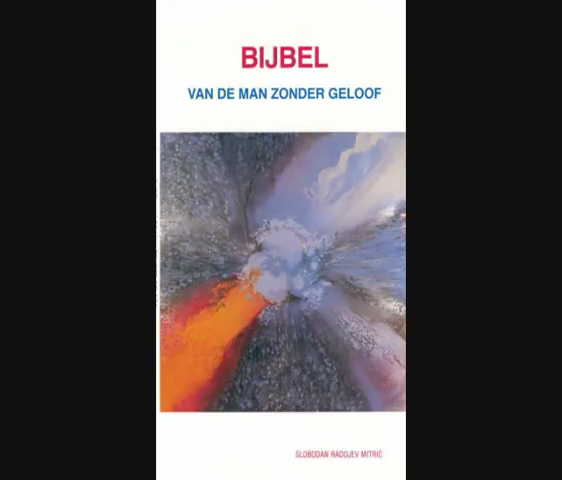 BIJBEL
VAN DE MAN ZONDER GELOOF
SLOBODAN RADOJEV MITRIC